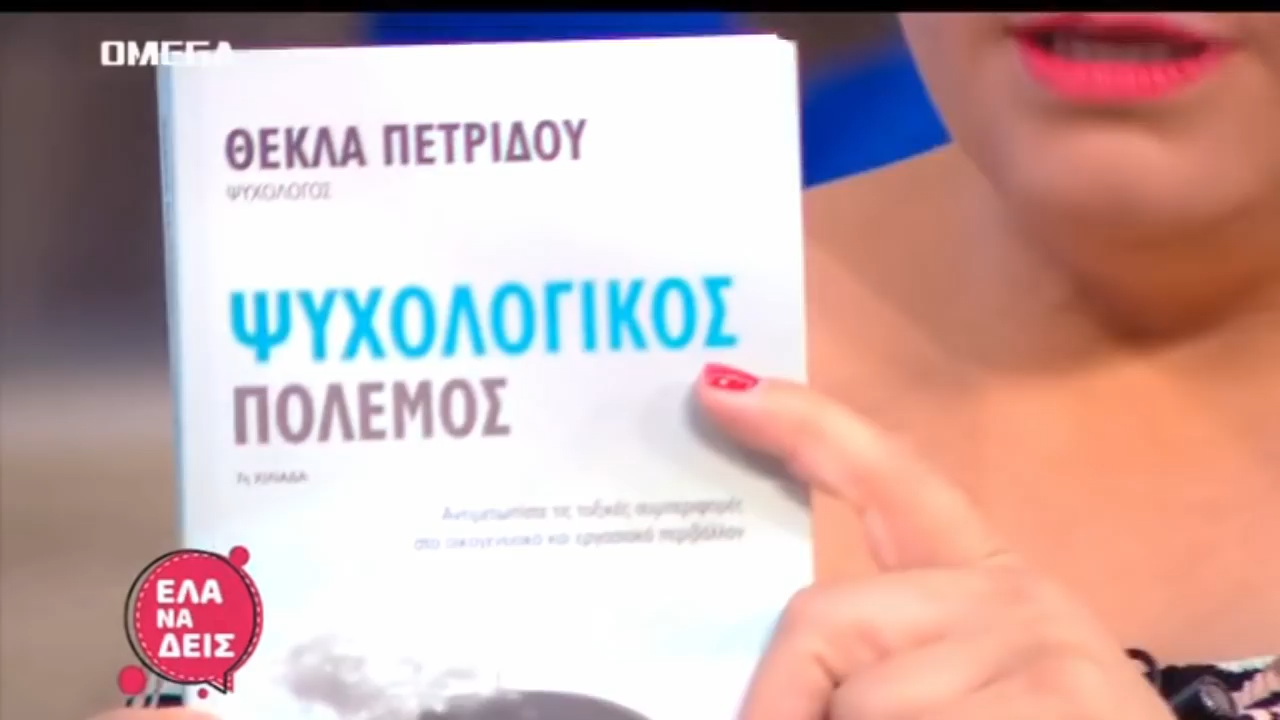 OMEGA
ΘΕΚΛΑ ΠΕΤΡΙΔΟΥ
ΨΥΧΟΛΟΓΟΣ
ΨΥΧΟΛΟΓΙΚΟΣ
ΠΟΛΕΜΟΣ
7η ΧΙΛΙΑΔΑ
Αντιμετωπίστε τις τοξικές συμπεριφορές
στο οικογενειακό και εργασιακό περιβάλλον
ΕΛΑ
ΝΑ
ΔΕΙΣ